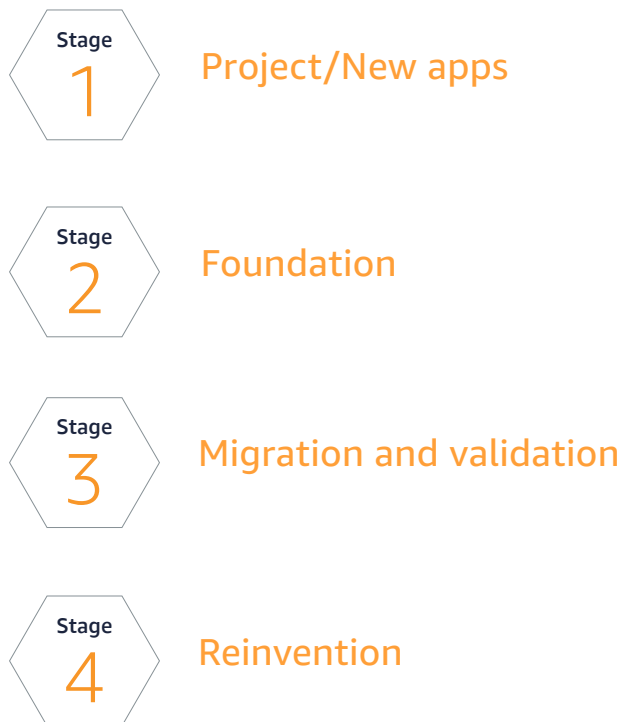 Stage
1
Project/New apps
Stage
2
Foundation
Stage
3
Migration and validation
Stage
4
Reinvention